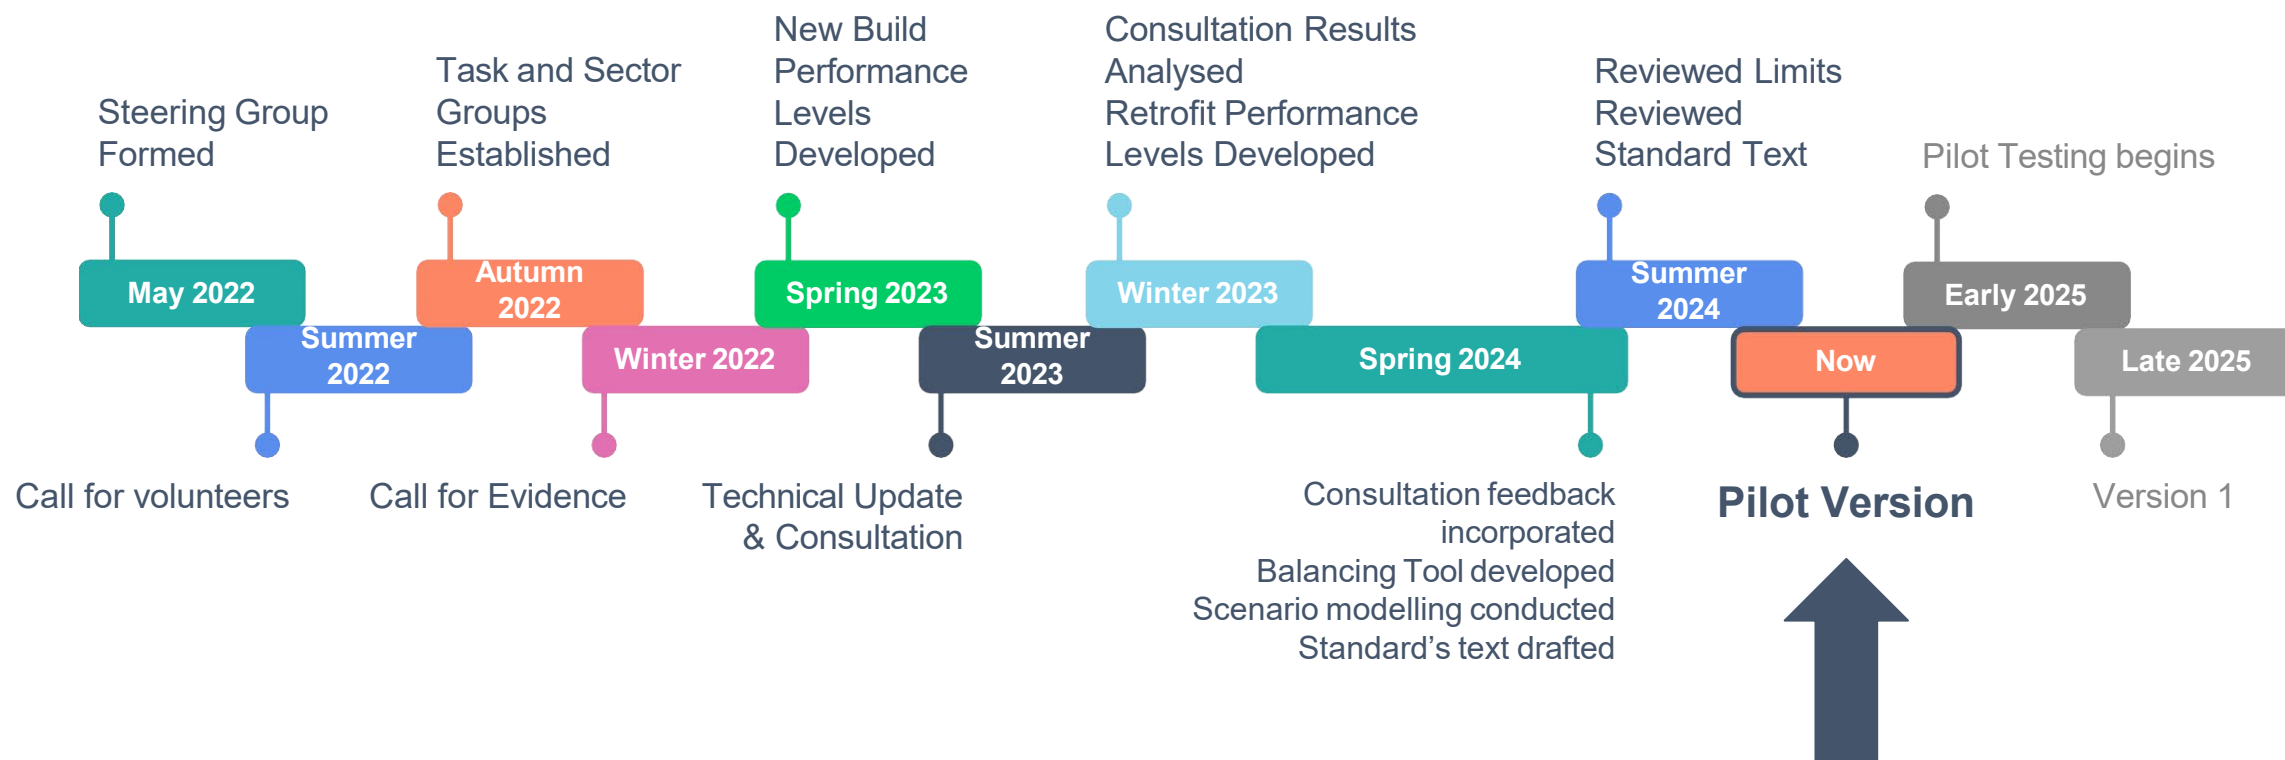 Steering Group
Formed
Task and Sector
Groups
Established
New Build
Performance
Levels
Developed
Consultation Results
Analysed
Retrofit Performance
Levels Developed
Reviewed Limits
Reviewed
Standard Text
Pilot Testing begins
May 2022
Autumn
2022
Spring 2023
Winter 2023
Summer
2024
Early 2025
Summer
2022
Winter 2022
Summer
2023
Spring 2024
Now
Late 2025
Call for volunteers
Call for Evidence
Technical Update
& Consultation
Consultation feedback
incorporated
Balancing Tool developed
Scenario modelling conducted
Standard’s text drafted
Pilot Version
Version 1